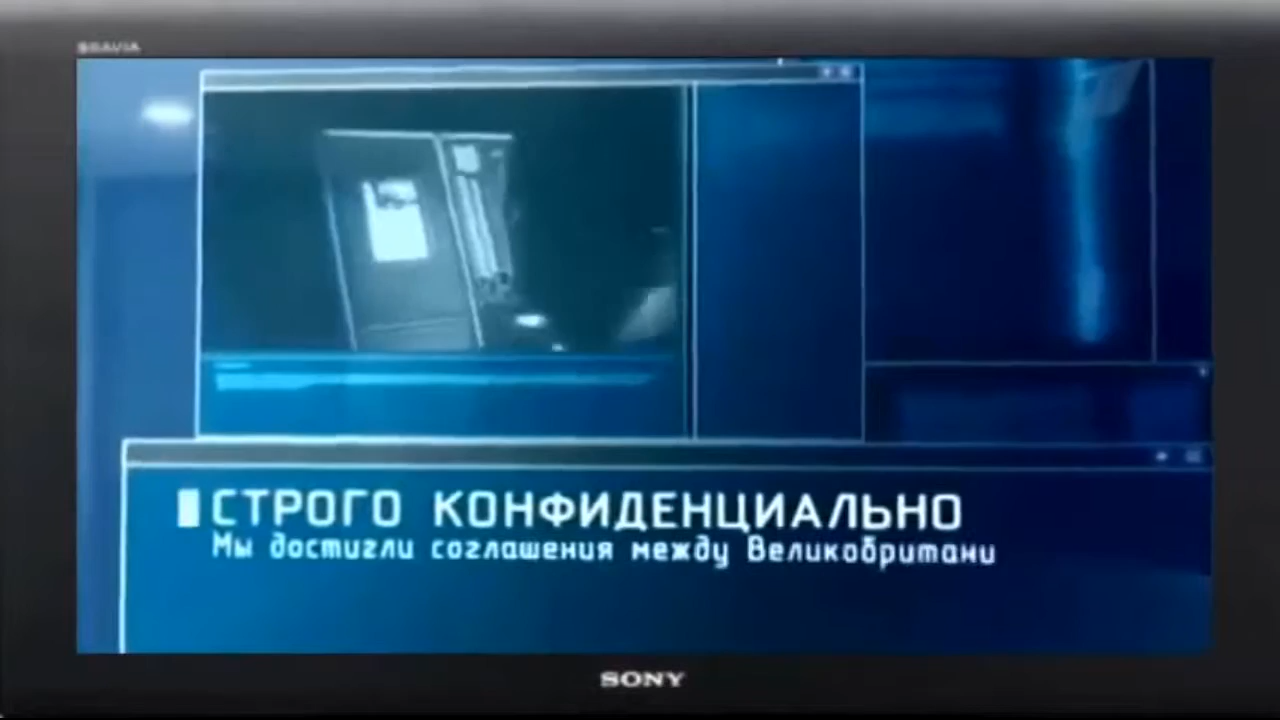 BRAVIA
СТРОГО КОНФИДЕНЦИАЛЬНО
Мы достигли соглашения между Великобритани
SONY